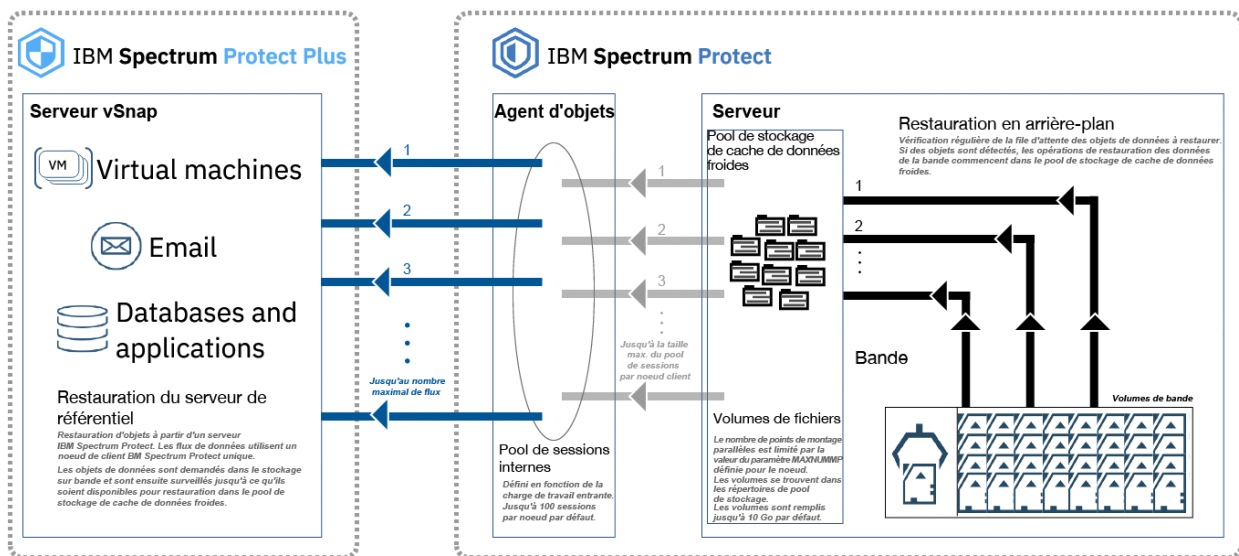 IBM Spectrum Protect Plus
Serveur vSnap
VM
Virtual machines
Email
Databases and
applications
Restauration du serveur de
référentiel
Restauration d'objets à partir d'un serveur
IBM Spectrum Protect. Les flux de données utilisent un
noeud de client BM Spectrum Protect unique.
Les objets de données sont demandés dans le stockage
sur bande et sont ensuite surveillés jusqu'à ce qu'ils
soient disponibles pour restauration dans le pool de
stockage de cache de données froides.
1
2
3
Jusqu'au nombre
maximal de flux
IBM Spectrum Protect
Agent d'objets
Pool de sessions
internes
Défini en fonction de la
charge de travail entrante.
Jusqu'à 100 sessions
par noeud par défaut.
1
2
3
Jusqu'à la taille
max. du pool
de sessions
par noeud client
Serveur
Pool de stockage
de cache de données
froides
Volumes de fichiers
Le nombre de points de montage
parallèles est limité par la
valeur du paramètre MAXNUMMP
définie pour le noeud.
Les volumes se trouvent dans
les répertoires de pool
de stockage.
Les volumes sont remplis
jusqu'à 10 Go par défaut.
Restauration en arrière-plan
Vérification régulière de la file d'attente des objets de données à restaurer.
Si des objets sont détectés, les opérations de restauration des données
de la bande commencent dans le pool de stockage de cache de données
froides.
1
2
Bande
Volumes de bande